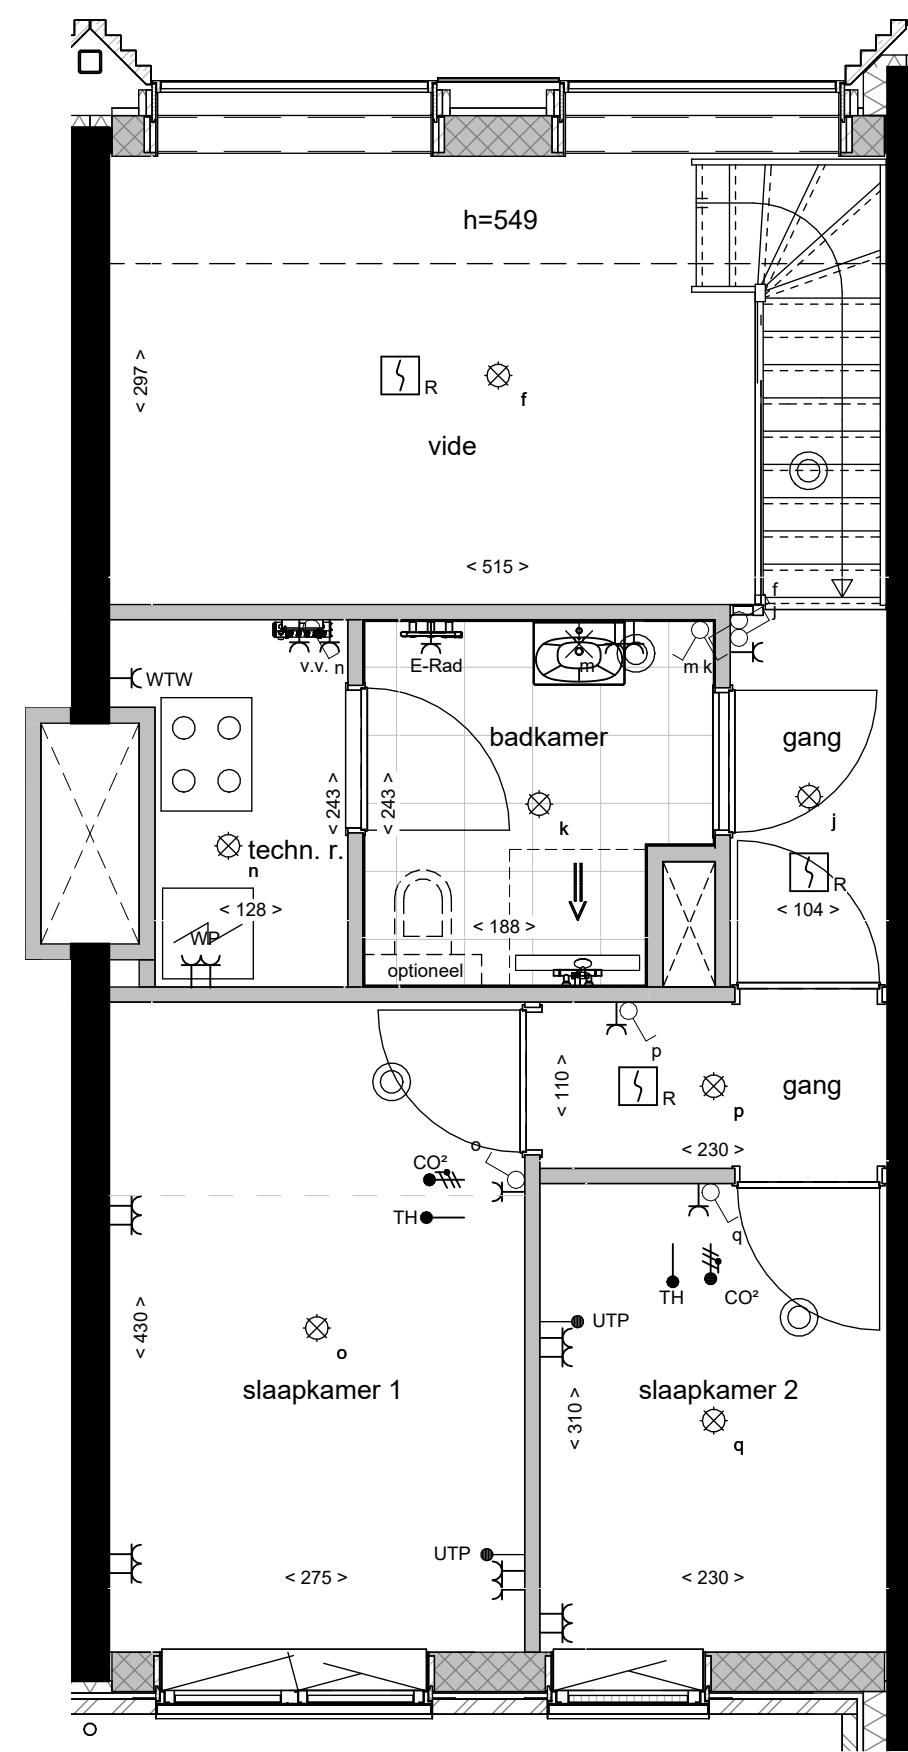 h=549
< 297 >
R
f
vide
< 515 >
f
j
v.v. n
E-Rad
m
m k
WTW
badkamer
gang
< 243 >
< 243 >
k
j
techn. r.
n
R
< 128 >
< 188 >
< 104 >
WP
optioneel
p
< 110 >
R
p
gang
< 230 >
o
CO²
TH
q
TH
CO²
UTP
< 430 >
o
slaapkamer 1
slaapkamer 2
< 310 >
q
UTP
< 275 >
< 230 >